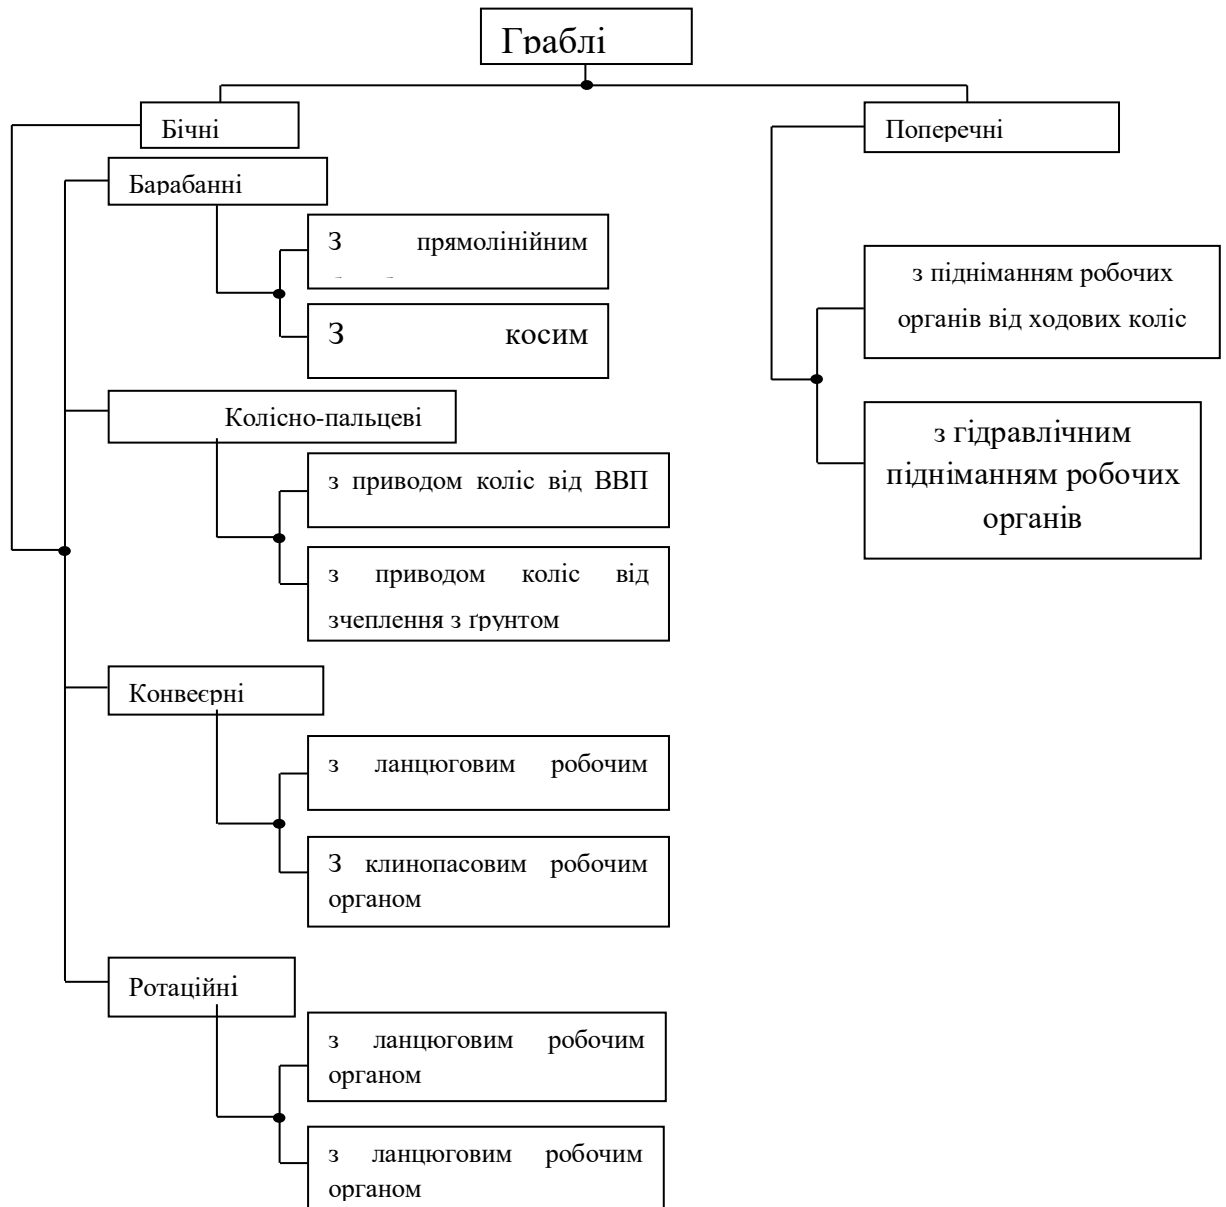 Граблі
Бічні
Поперечні
Барабанні
З прямолінійним
З косим
з підніманням робочих
органів від ходових коліс
Колісно-пальцеві
з гідравлічним
підніманням робочих
органів
з приводом коліс від ВВП
з приводом коліс від
зчеплення з ґрунтом
Конвеєрні
з ланцюговим робочим
З клинопасовим робочим
органом
Ротаційні
з ланцюговим робочим
органом
з ланцюговим робочим
органом